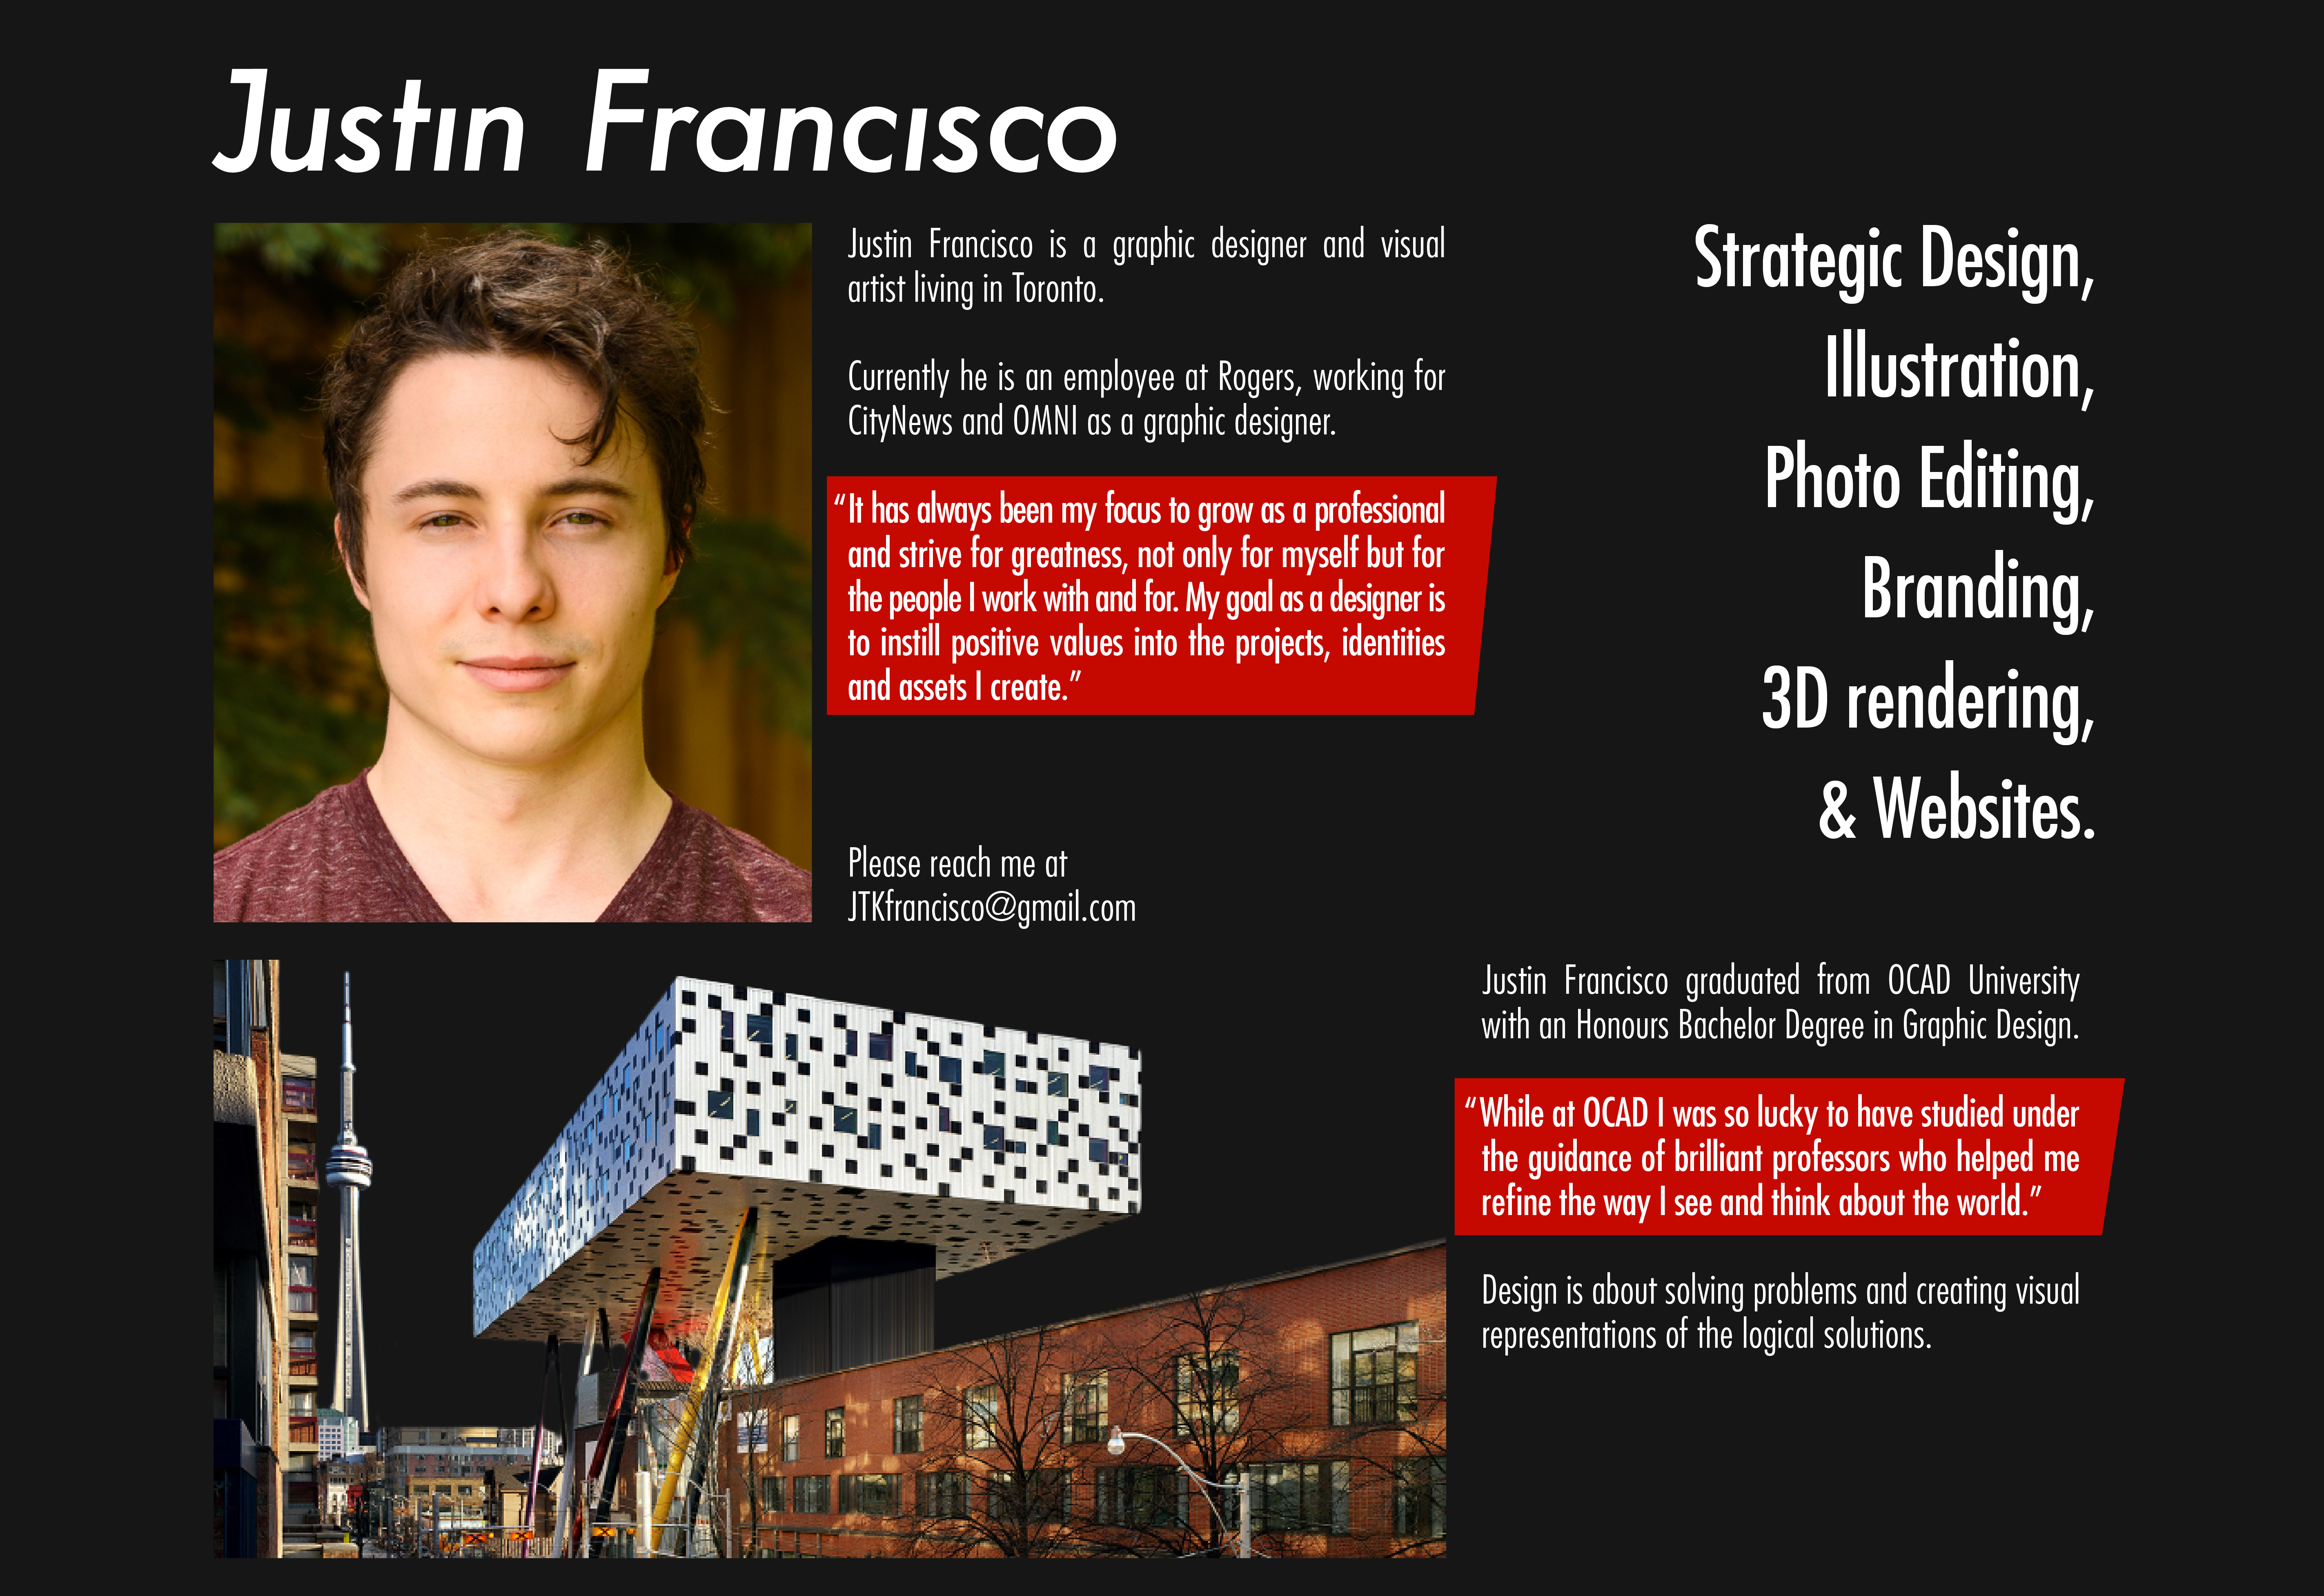 Justin Francisco
Justin Francisco is a graphic designer and visual
artist living in Toronto.
Currently he is an employee at Rogers, working for
CityNews and OMNI as a graphic designer.
“It has always been my focus to grow as a professional
and strive for greatness, not only for myself but for
the people I work with and for. My goal as a designer is
to instill positive values into the projects, identities
and assets I create.”
Please reach me at
JTKfrancisco@gmail.com
Strategic Design,
Illustration,
Photo Editing,
Branding,
3D rendering,
& Websites.
Justin Francisco graduated from OCAD University
with an Honours Bachelor Degree in Graphic Design.
“While at OCAD I was so lucky to have studied under
the guidance of brilliant professors who helped me
refine the way I see and think about the world.”
Design is about solving problems and creating visual
representations of the logical solutions.